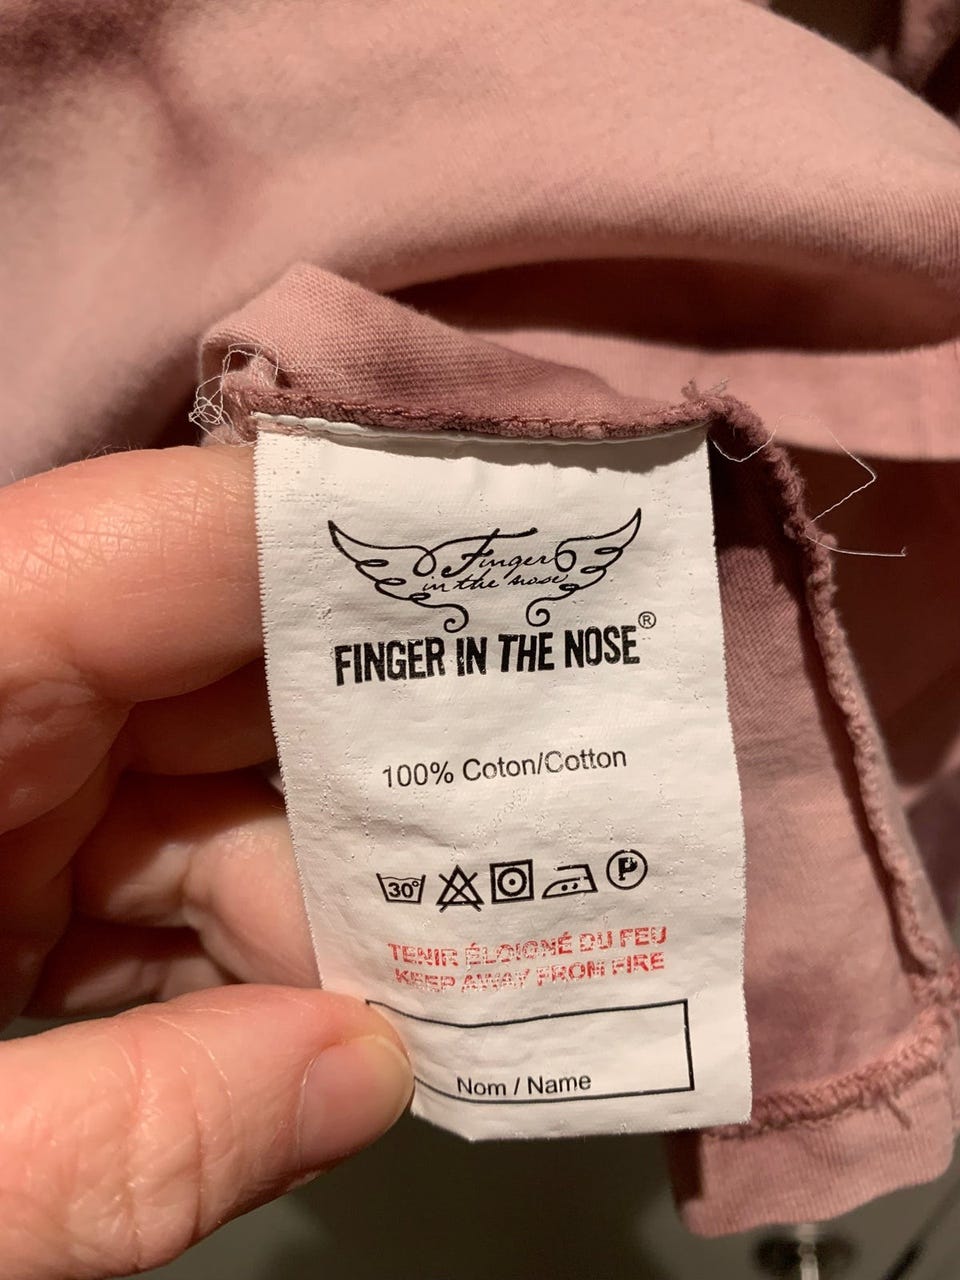 Finger
in the nose
FINGER IN THE NOSE®
100% Coton/Cotton
30° P
TENIR ÉLOIGNÉ DU FEU
KEEP AWAY FROM FIRE
Nom / Name